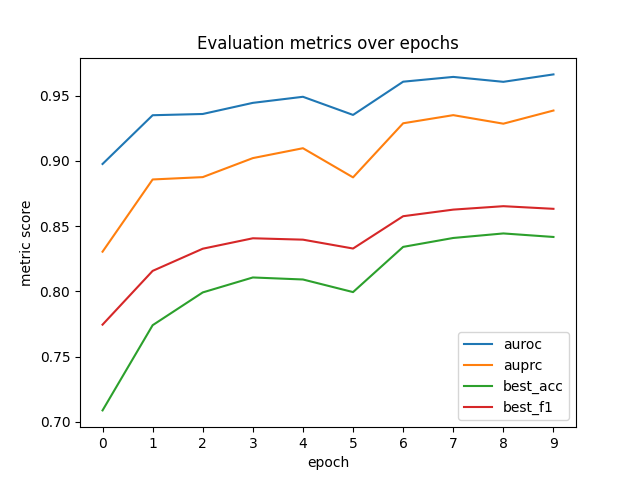 Evaluation metrics over epochs
metric score
0.95
0.90
0.85
0.80
0.75
0.70
auroc
auprc
best_acc
best_f1
0 1 2 3 4 5 6 7 8 9
epoch